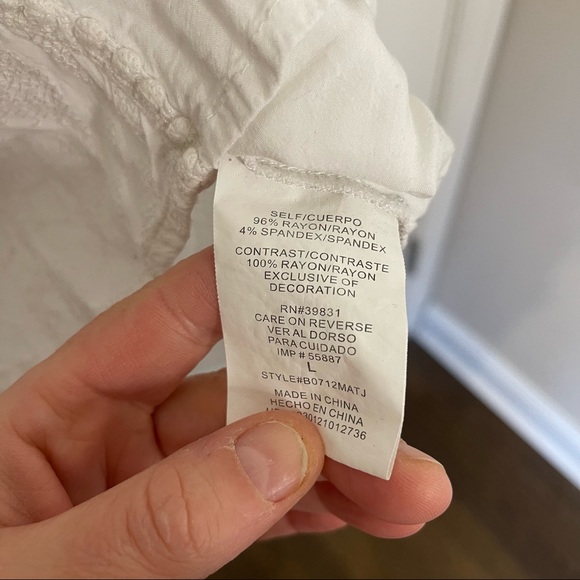 SELF/CUERPO
96% RAYON/RAYON
4% SPANDEX/SPANDEX
CONTRAST/CONTRASTE
100% RAYON/RAYON
EXCLUSIVE OF
DECORATION
RN#39831
CARE ON REVERSE
VER AL DORSO
PARA CUIDADO
IMP # 55887
L
STYLE#B0712MATJ
MADE IN CHINA
HECHO EN CHINA